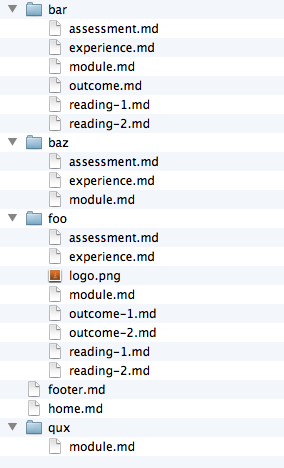 bar
assessment.md
experience.md
module.md
outcome.md
reading-1.md
reading-2.md
baz
assessment.md
experience.md
module.md
foo
assessment.md
experience.md
logo.png
module.md
outcome-1.md
outcome-2.md
reading-1.md
reading-2.md
footer.md
home.md
qux
module.md